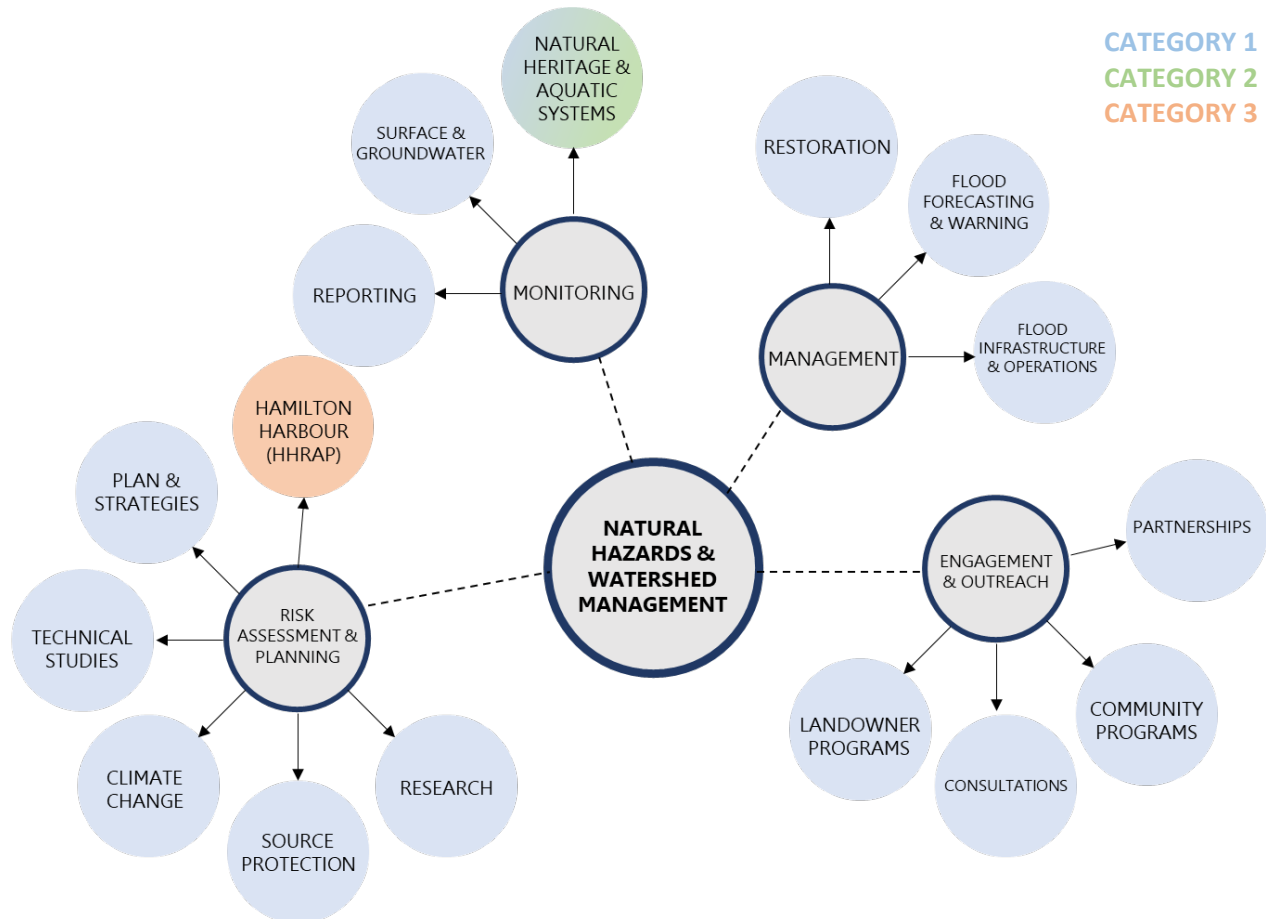 CATEGORY 1
CATEGORY 2
CATEGORY 3
NATURAL
HERITAGE &
AQUATIC
SYSTEMS
SURFACE &
GROUNDWATER
REPORTING
MONITORING
RESTORATION
FLOOD
FORECASTING
& WARNING
FLOOD
INFRASTRUCTURE
& OPERATIONS
MANAGEMENT
HAMILTON
HARBOUR
(HHRAP)
PLAN &
STRATEGIES
TECHNICAL
STUDIES
RISK
ASSESSMENT &
PLANNING
CLIMATE
CHANGE
SOURCE
PROTECTION
RESEARCH
NATURAL
HAZARDS &
WATERSHED
MANAGEMENT
ENGAGEMENT
& OUTREACH
PARTNERSHIPS
LANDOWNER
PROGRAMS
CONSULTATIONS
COMMUNITY
PROGRAMS